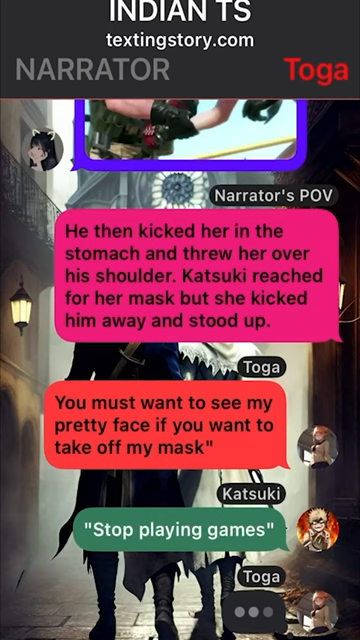 INDIAN TS
textingstory.com
NARRATOR
Toga
Narrator's POV
He then kicked her in the
stomach and threw her over
his shoulder. Katsuki reached
for her mask but she kicked
him away and stood up.
Toga
You must want to see my
pretty face if you want to
take off my mask"
Katsuki
"Stop playing games"
Toga